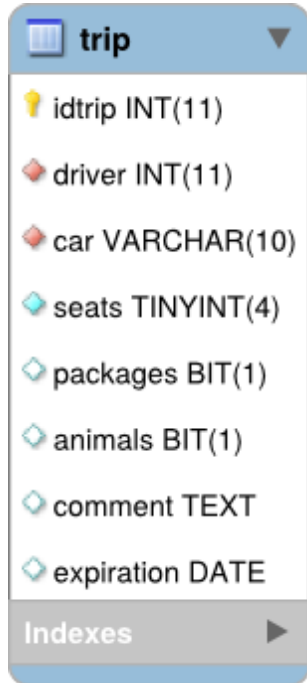 trip
idtrip INT(11)
driver INT(11)
car VARCHAR(10)
seats TINYINT(4)
packages BIT(1)
animals BIT(1)
comment TEXT
expiration DATE
Indexes